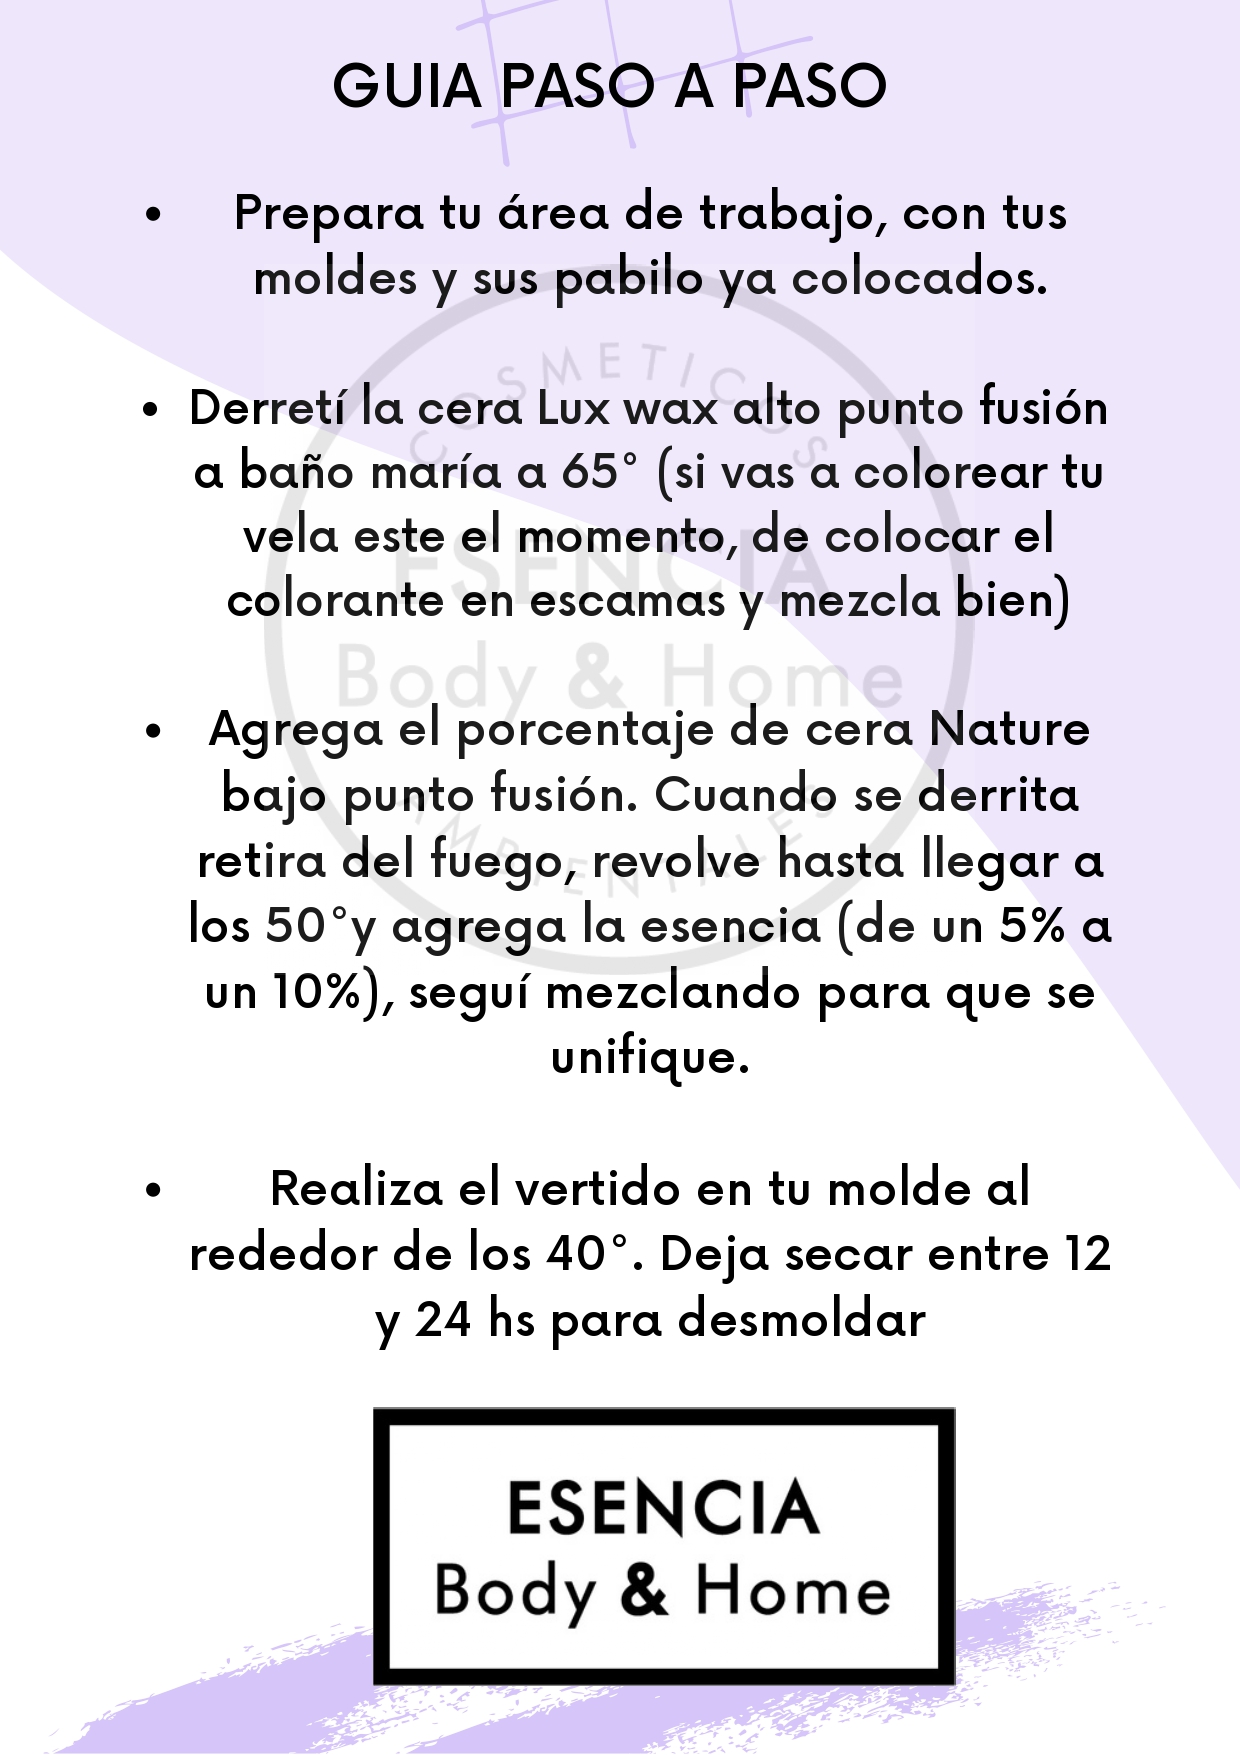 GUIA PASO A PASO
• Prepara tu área de trabajo, con tus
moldes y sus pabilo ya colocados.
• Derretí la cera Lux wax alto punto fusión
a baño maría a 65° (si vas a colorear tu
vela este el momento, de colocar el
colorante en escamas y mezcla bien)
• Agrega el porcentaje de cera Nature
bajo punto fusión. Cuando se derrita
retira del fuego, revolve hasta llegar a
los 50°y agrega la esencia (de un 5% a
un 10%), seguí mezclando para que se
unifique.
• Realiza el vertido en tu molde al
rededor de los 40°. Deja secar entre 12
y 24 hs para desmoldar
COSMETICOS
ESENCIA
Body & Home
AMBIENTALES
ESENCIA
Body & Home